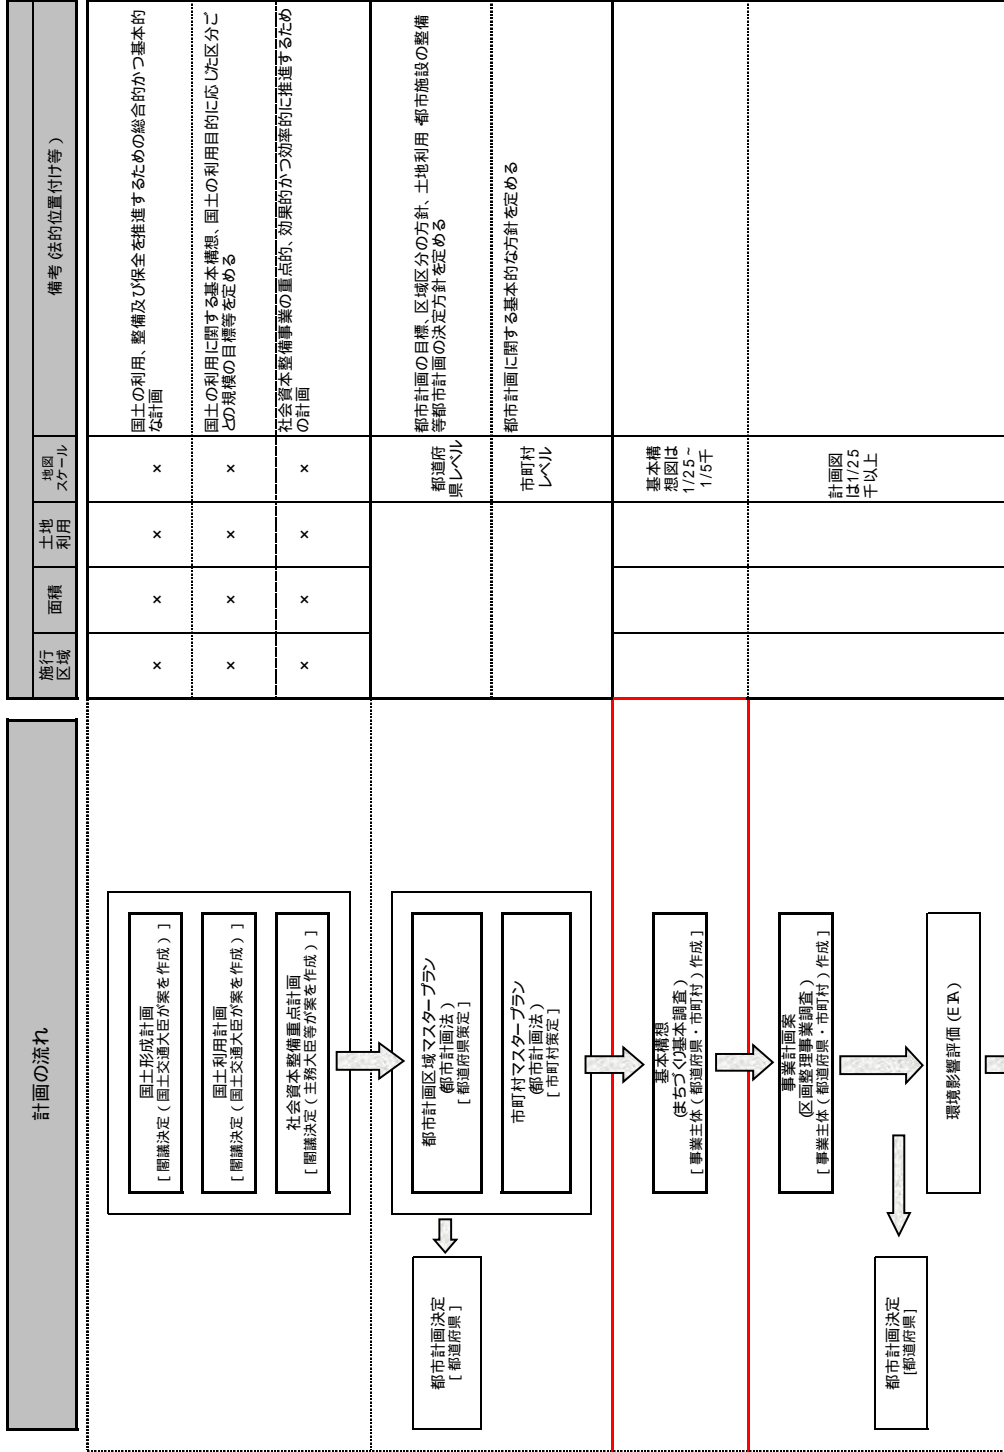 計画の流れ
施行
区域
面積
土地
利用
地図
スケール
備考（法的位置付け等）
国土形成計画
[閣議決定（国土交通大臣が案を作成）]
×
×
×
×
国土の利用、整備及び保全を推進するための総合的かつ基本的
な計画
国土利用計画
[閣議決定（国土交通大臣が案を作成）]
×
×
×
×
国土の利用に関する基本構想、国土の利用目的に応じた区分ご
との規模の目標等を定める
社会資本整備重点計画
[閣議決定（主務大臣等が案を作成）]
×
×
×
×
社会資本整備事業の重点的、効果的かつ効率的に推進するため
の計画
都市計画決定
[都道府県]
都市計画区域マスタープラン
（都市計画法）
[都道府県策定]
都道府
県レベル
都市計画の目標、区域区分の方針、土地利用・都市施設の整備
等都市計画の決定方針を定める
市町村マスタープラン
（都市計画法）
[市町村策定]
市町村
レベル
都市計画に関する基本的な方針を定める
基本構想
（まちづくり基本調査）
[事業主体（都道府県・市町村）作成]
基本構
想図は
1/25～
1/5千
事業計画案
（区画整理事業調査）
[事業主体（都道府県・市町村）作成]
計画図
は1/25
千以上
都市計画決定
[都道府県]
環境影響評価（EIA）